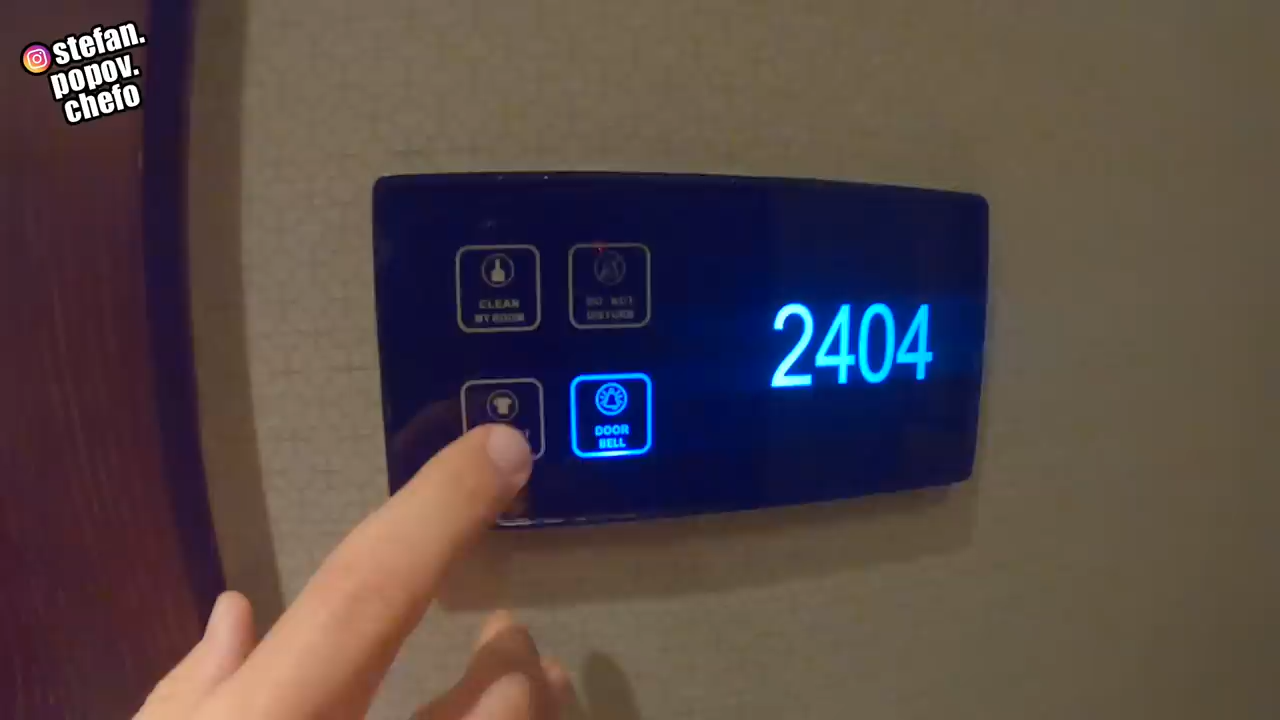 stefan.
popov.
chefo
CLEAN
MY ROOM
DO NOT
DISTURB
2404
DOOR
BELL